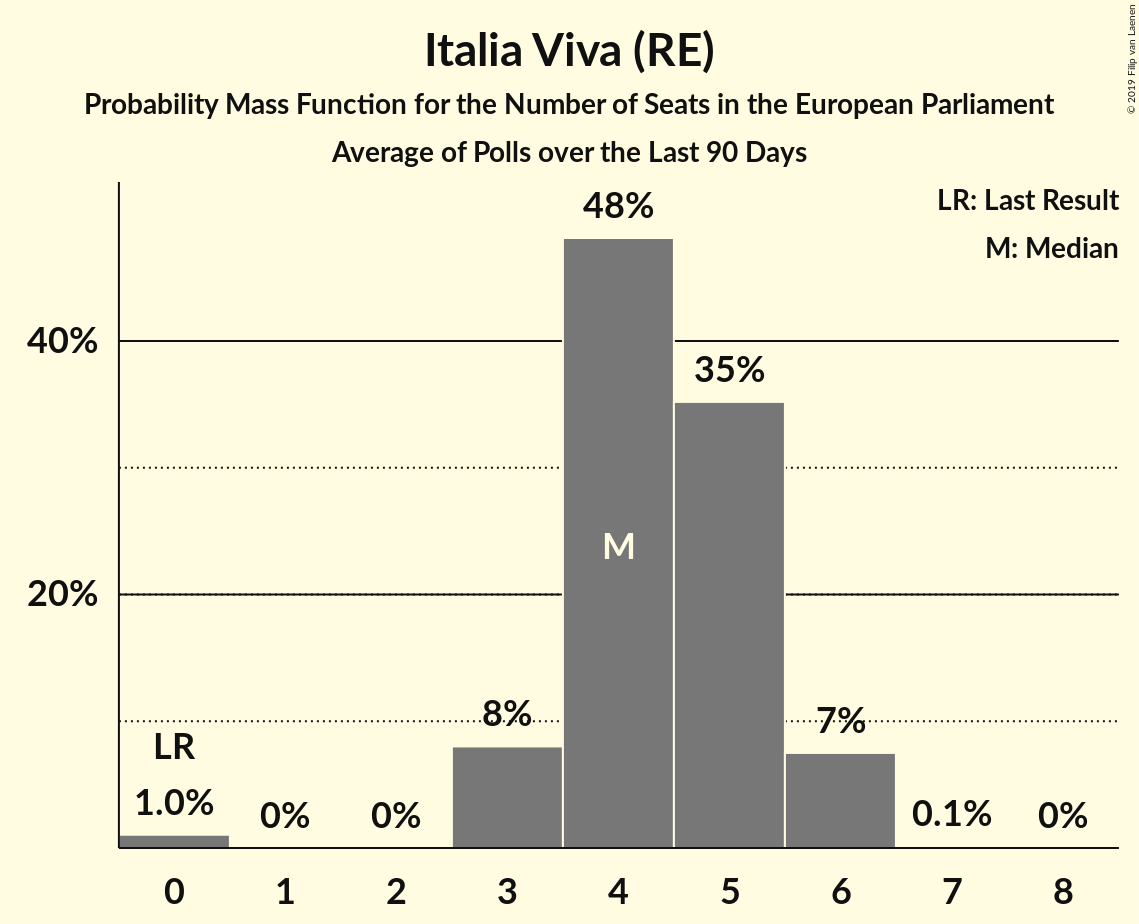 Italia Viva (RE)
Probability Mass Function for the Number of Seats in the European Parliament
Average of Polls over the Last 90 Days
© 2019 Filip van Laenen
LR: Last Result
M: Median
48%
40%
35%
M
20%
8%
7%
LR
1.0%
0%
0%
0.1%
0%
0 1 2 3 4 5 6 7 8